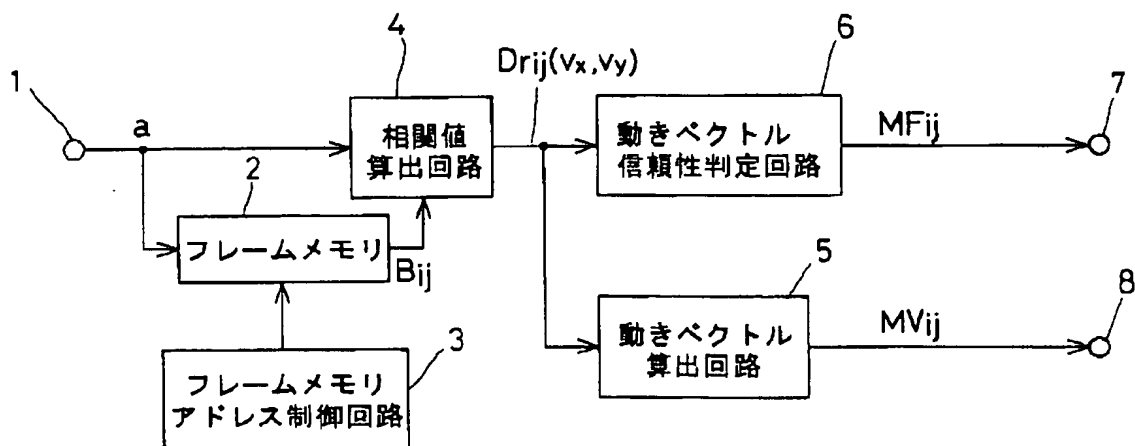 1
a
2
フレームメモリ
Bij
3
フレームメモリ
アドレス制御回路
4
相関値
算出回路
Drij(Vx,Vy)
6
動きベクトル
信頼性判定回路
MFij
7
5
動きベクトル
算出回路
MVij
8